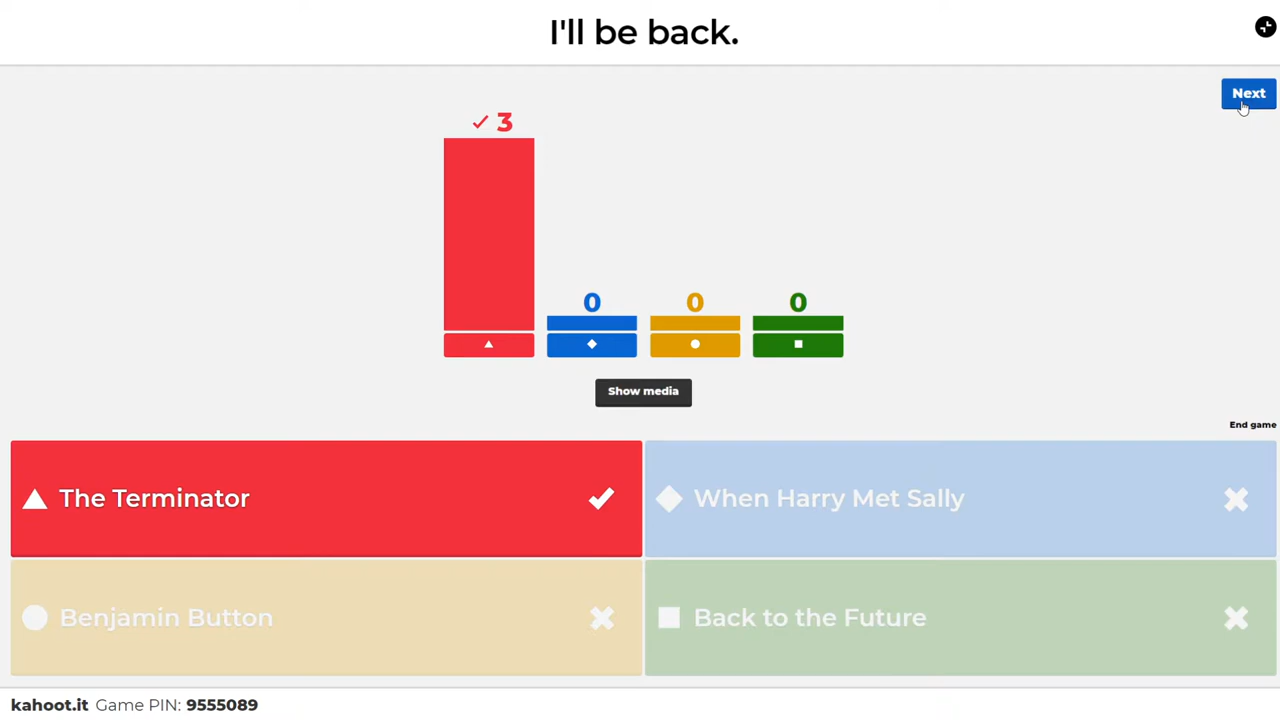 I'll be back.
Next
3
0
0
0
Show media
End game
The Terminator
When Harry Met Sally
Benjamin Button
Back to the Future
kahoot.it Game PIN: 9555089